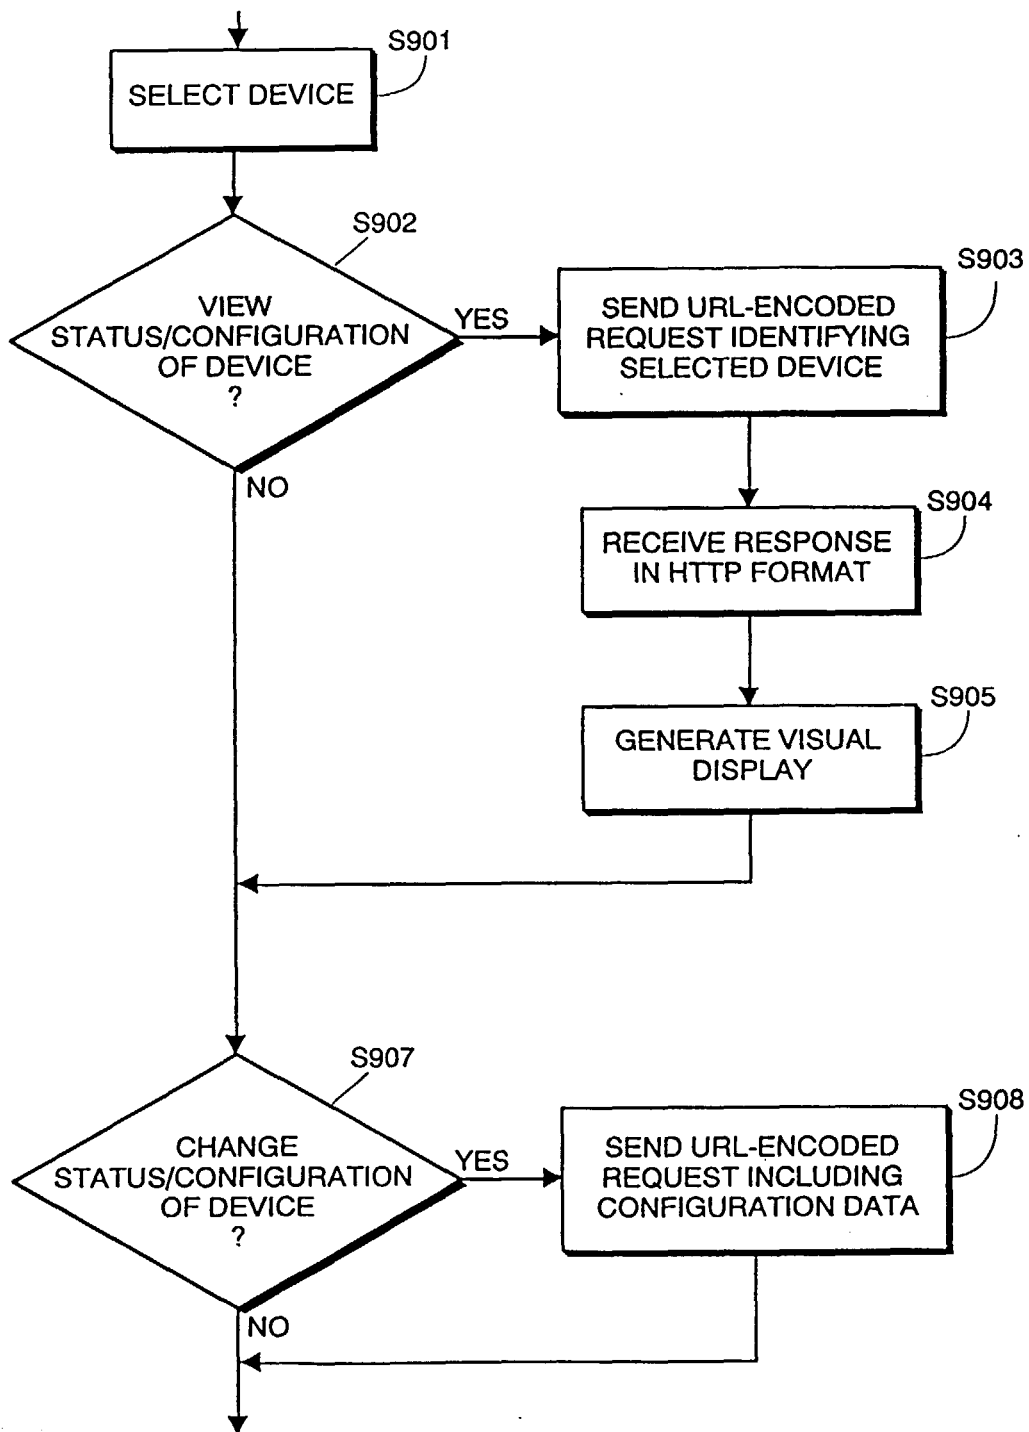 S901
SELECT DEVICE
S902
VIEW
STATUS/CONFIGURATION
OF DEVICE
?
YES
NO
S903
SEND URL-ENCODED
REQUEST IDENTIFYING
SELECTED DEVICE
S904
RECEIVE RESPONSE
IN HTTP FORMAT
S905
GENERATE VISUAL
DISPLAY
S907
CHANGE
STATUS/CONFIGURATION
OF DEVICE
?
YES
NO
S908
SEND URL-ENCODED
REQUEST INCLUDING
CONFIGURATION DATA